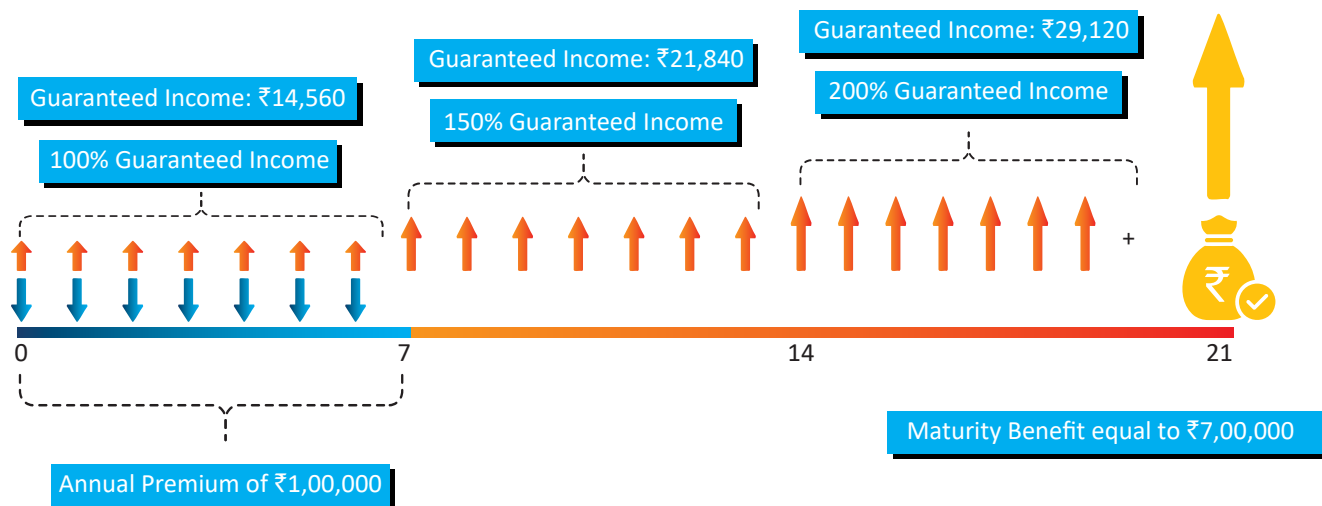 Guaranteed Income: ₹14,560
100% Guaranteed Income
Guaranteed Income: ₹21,840
150% Guaranteed Income
Guaranteed Income: ₹29,120
200% Guaranteed Income
+
₹
0
7
14
21
Annual Premium of ₹1,00,000
Maturity Benefit equal to ₹7,00,000